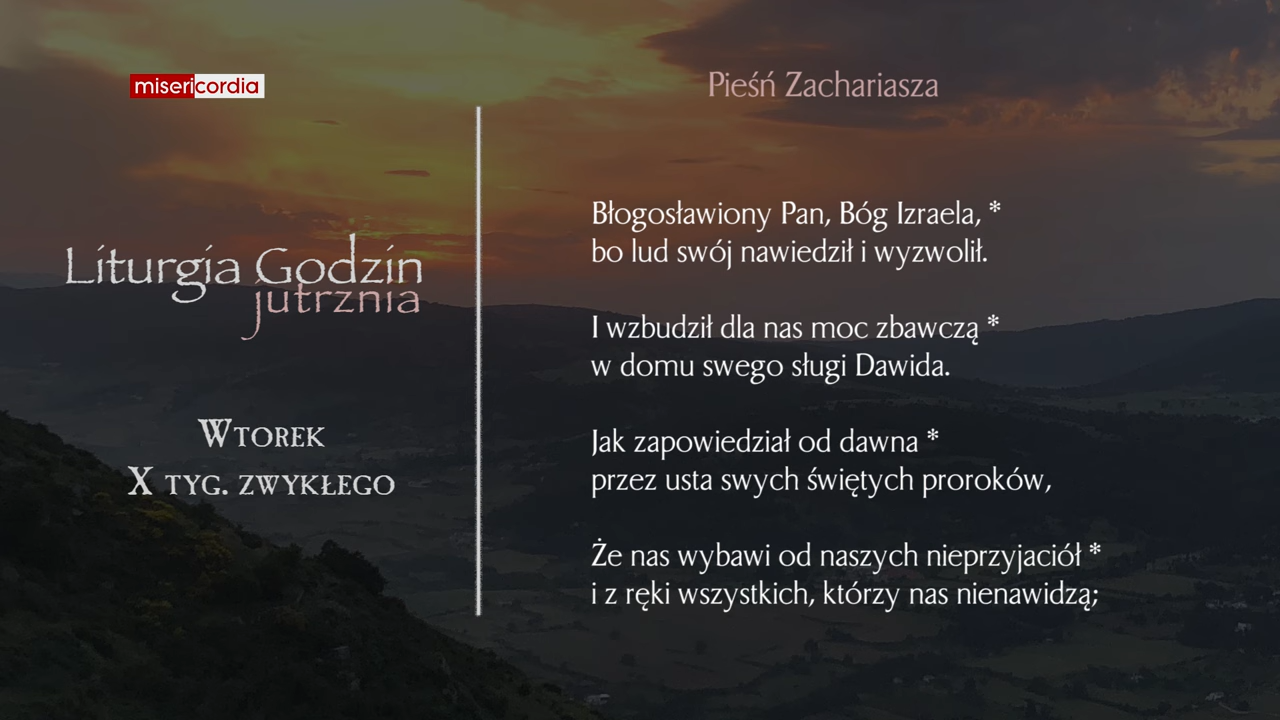 misericordia
Liturgia Godzin
jutrznia
Wtorek
X tyg. zwykłego
Pieśń Zachariasza
Błogosławiony Pan, Bóg Izraela, *
bo lud swój nawiedził i wyzwolił.
I wzbudził dla nas moc zbawczą *
w domu swego sługi Dawida.
Jak zapowiedział od dawna *
przez usta swych świętych proroków,
Że nas wybawi od naszych nieprzyjaciół *
i z ręki wszystkich, którzy nas nienawidzą;